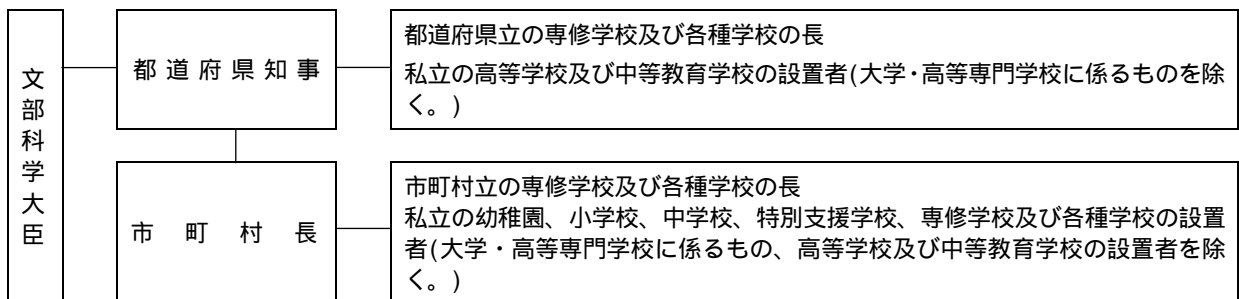 文部科学大臣
都道府県知事
都道府県立の専修学校及び各種学校の長
私立の高等学校及び中等教育学校の設置者(大学・高等専門学校に係るものを除
く。)
市町村長
市町村立の専修学校及び各種学校の長
私立の幼稚園、小学校、中学校、特別支援学校、専修学校及び各種学校の設置
者(大学・高等専門学校に係るもの、高等学校及び中等教育学校の設置者を除
く。)